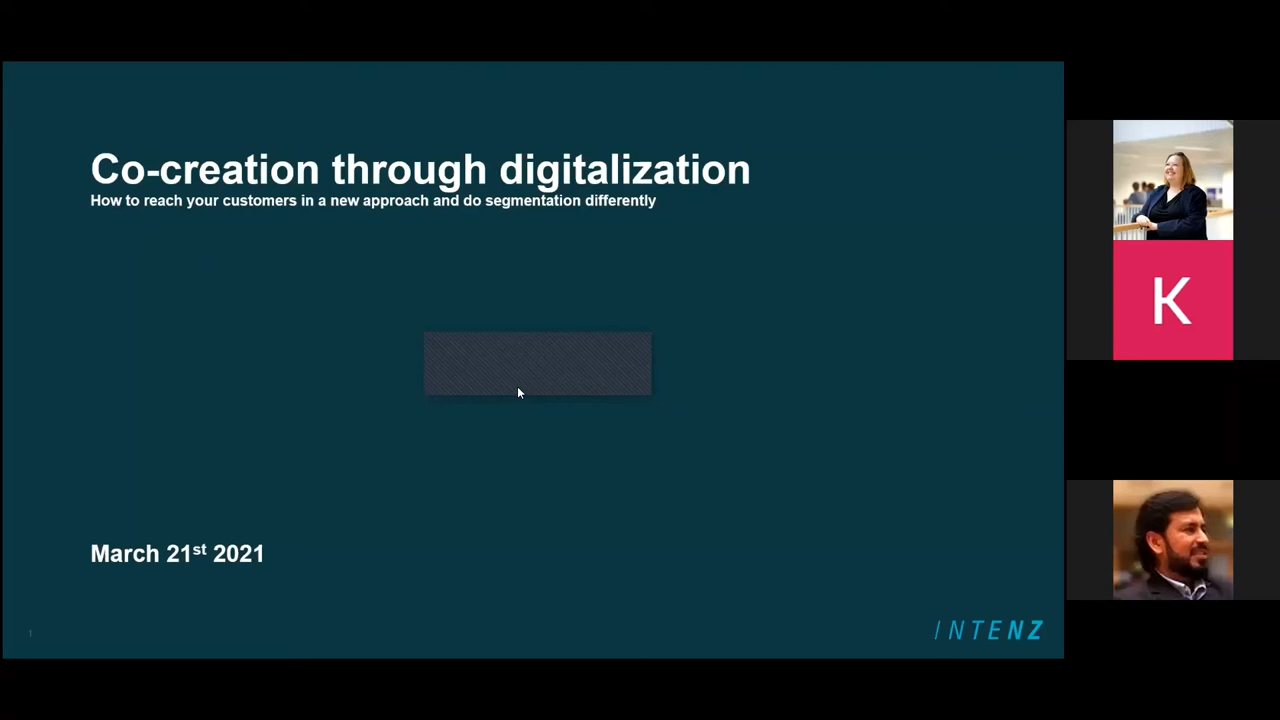 Co-creation through digitalization
How to reach your customers in a new approach and do segmentation differently
K
March 21st 2021
1
INTENZ